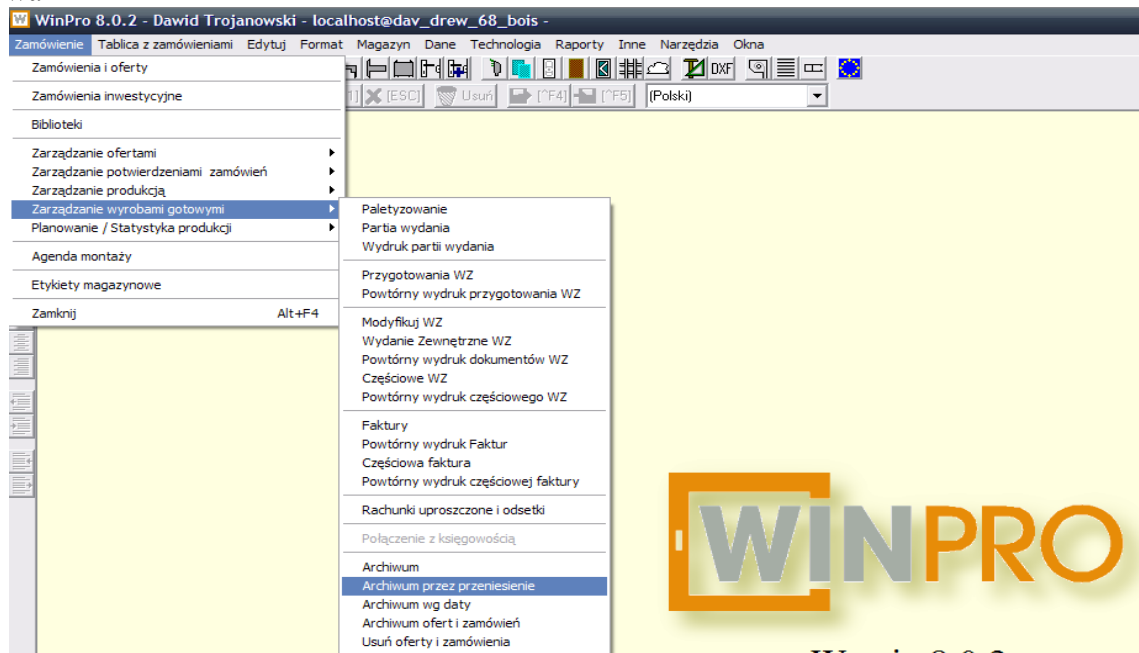 WinPro 8.0.2 - Dawid Trojanowski - localhost@dav_drew_68_bois -
Zamówienie Tablica z zamówieniami Edytuj Format Magazyn Dane Technologia Raporty Inne Narzędzia Okna
DXF
[ESC] Usuń [^F4] [^F5] (Polski)
Zamówienia i oferty
Zamówienia inwestycyjne
Biblioteki
Zarządzanie ofertami
Zarządzanie potwierdzeniami zamówień
Zarządzanie produkcją
Zarządzanie wyrobami gotowymi
Planowanie / Statystyka produkcji
Agenda montaży
Etykiety magazynowe
Zamknij Alt+F4
Paletyzowanie
Partia wydania
Wydruk partii wydania
Przygotowania WZ
Powtórny wydruk przygotowania WZ
Modyfikuj WZ
Wydanie Zewnętrzne WZ
Powtórny wydruk dokumentów WZ
Częściowe WZ
Powtórny wydruk częściowego WZ
Faktury
Powtórny wydruk Faktur
Częściowa faktura
Powtórny wydruk częściowej faktury
Rachunki uproszczone i odsetki
Połączenie z księgowością
Archiwum
Archiwum przez przeniesienie
Archiwum wg daty
Archiwum ofert i zamówień
Usuń oferty i zamówienia
WINPRO